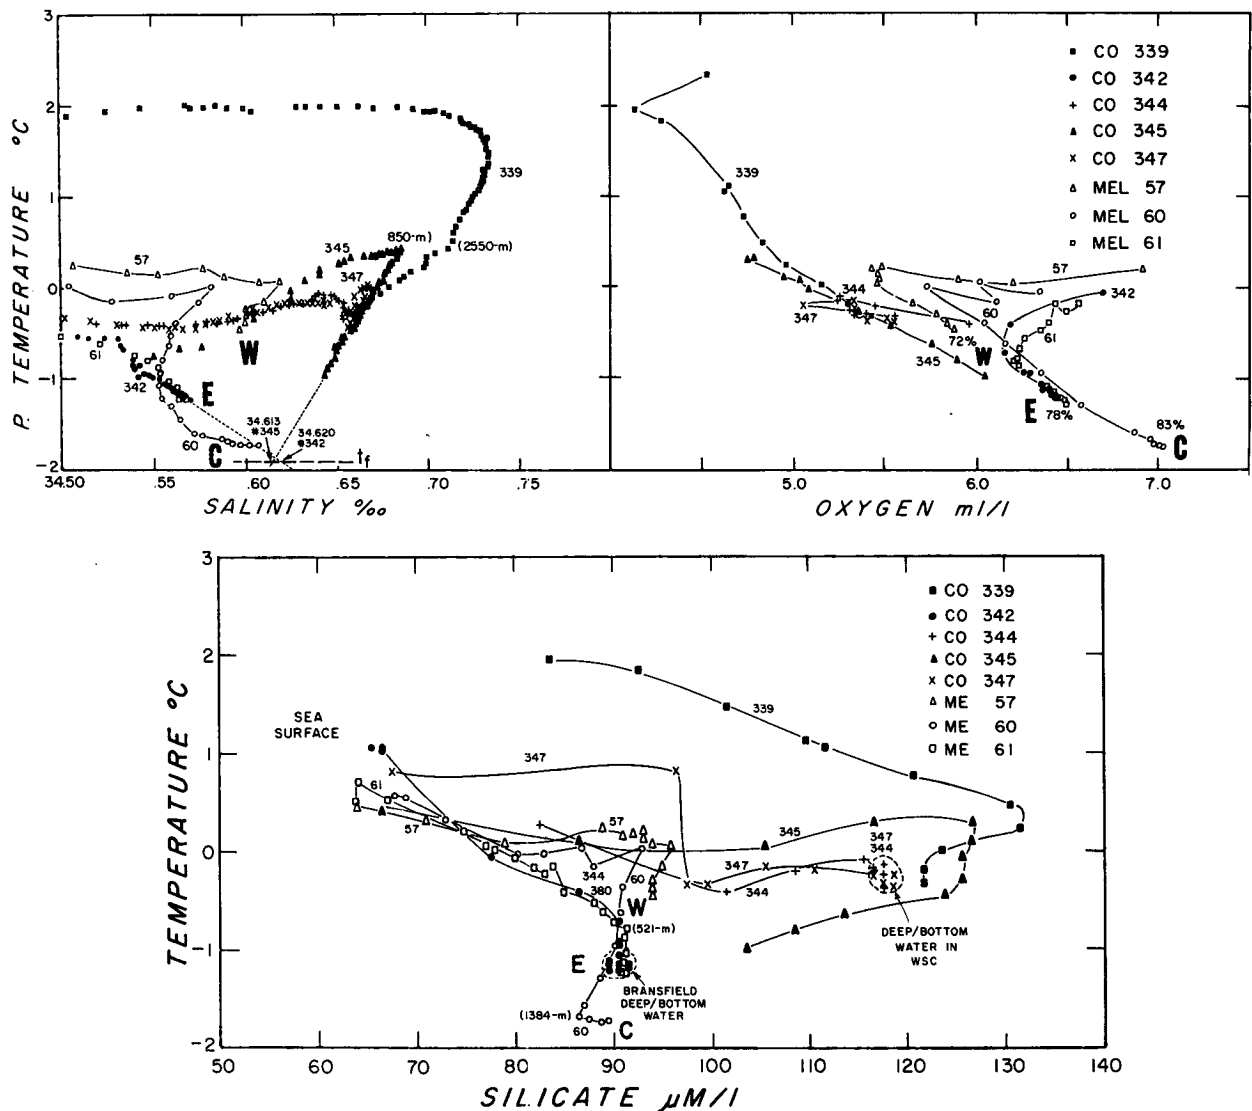 3
2
1
0
−1
−2
P. TEMPERATURE °C
339
850-m)
(2550-m)
345
347
57
W
61
342
E
34.613
#345
34.620
#342
60
C
tf
34.50
.55
.60
.65
.70
.75
SALINITY ‰
CO 339
CO 342
CO 344
CO 345
CO 347
MEL 57
MEL 60
MEL 61
339
344
347
57
342
60
61
72%
W
345
E
78%
83%
C
5.0
6.0
7.0
OXYGEN ml/l
3
2
1
0
−1
−2
TEMPERATURE °C
CO 339
CO 342
CO 344
CO 345
CO 347
ME 57
ME 60
ME 61
SEA
SURFACE
339
347
61
57
57
345
347
344
344
60
347
344
380
W
(521-m)
DEEP/BOTTOM
WATER IN
WSC
E
BRANSFIELD
DEEP/BOTTOM
WATER
(1384-m)
60
C
50
60
70
80
90
100
110
120
130
140
SILICATE µM/l